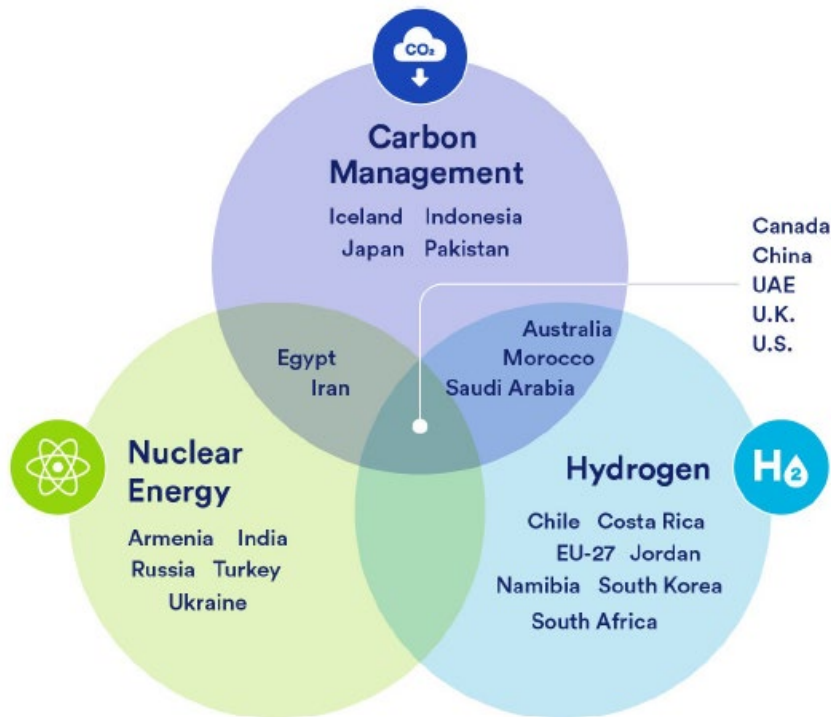 CO₂
Carbon
Management
Iceland Indonesia
Japan Pakistan
Canada
China
UAE
U.K.
U.S.
Australia
Morocco
Saudi Arabia
Egypt
Iran
Nuclear
Energy
Armenia India
Russia Turkey
Ukraine
Hydrogen
H₂
Chile Costa Rica
EU-27 Jordan
Namibia South Korea
South Africa